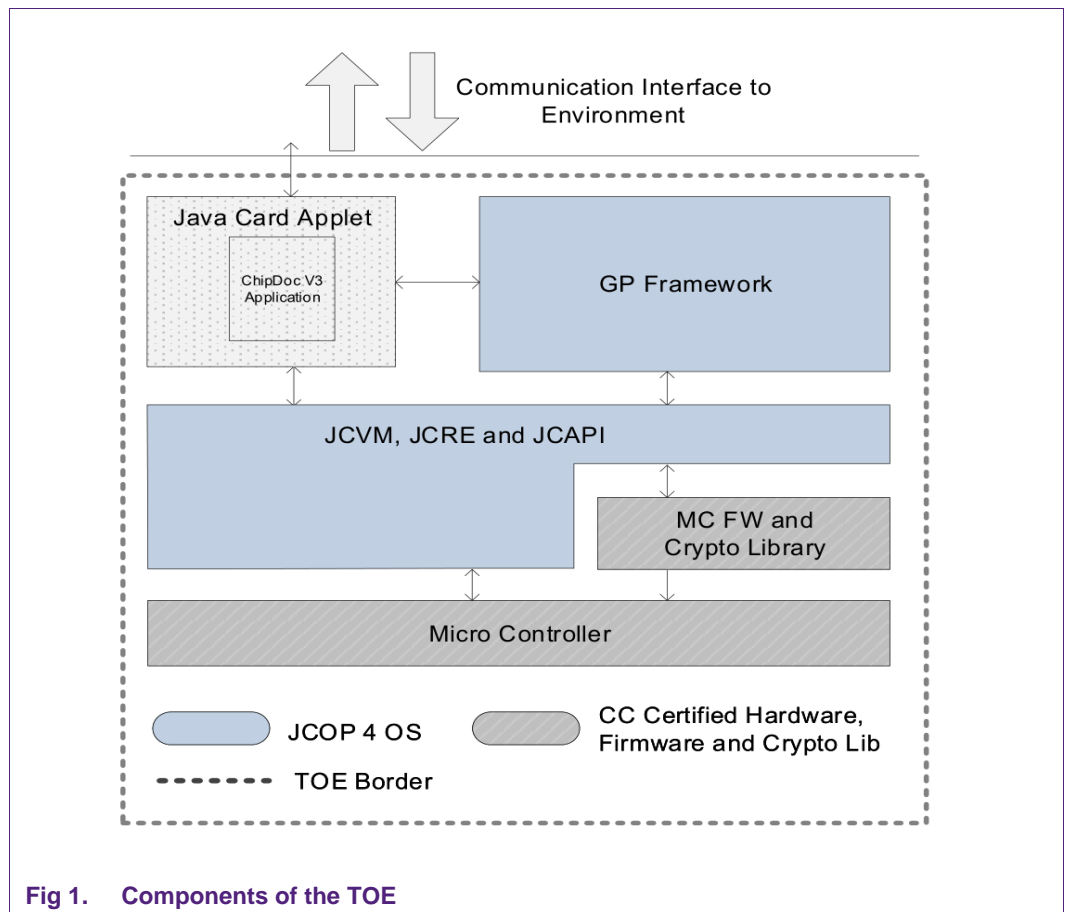 Communication Interface to
Environment
Java Card Applet
ChipDoc V3
Application
GP Framework
JCVM, JCRE and JCAPI
MC FW and
Crypto Library
Micro Controller
JCOP 4 OS
CC Certified Hardware,
Firmware and Crypto Lib
TOE Border
Fig 1. Components of the TOE